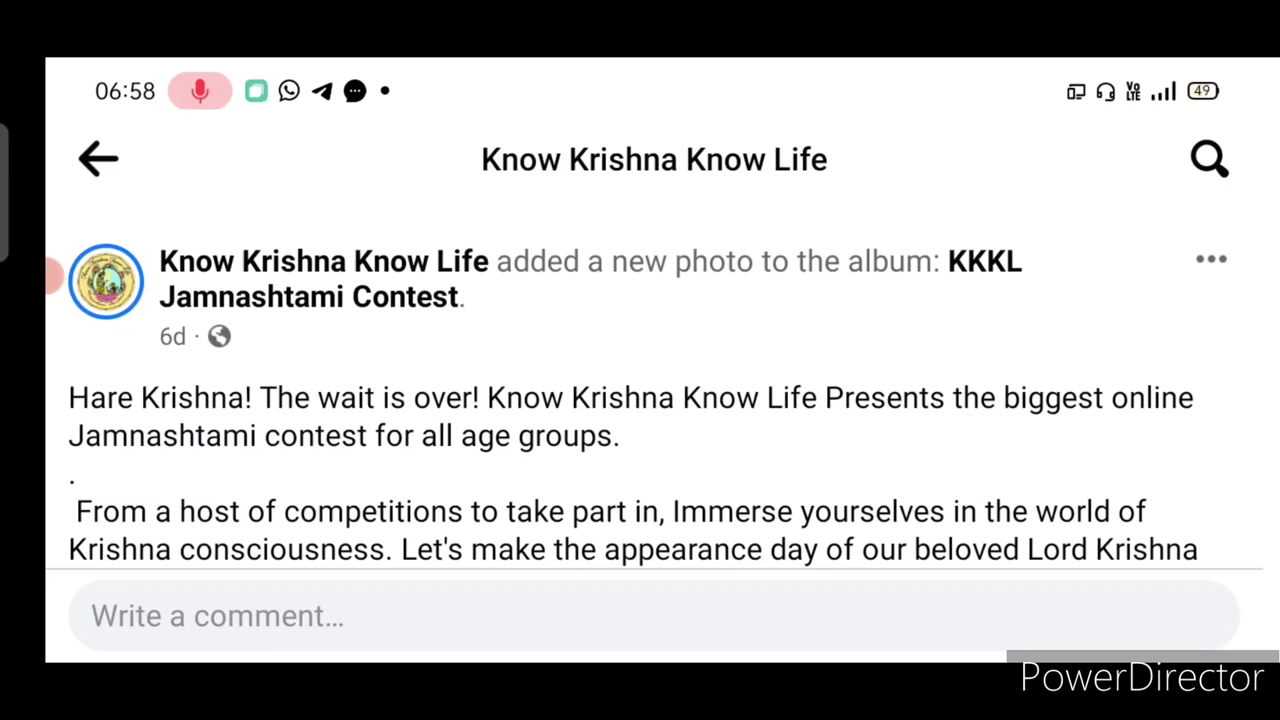 06:58
VoLTE
49
Know Krishna Know Life
Know Krishna Know Life added a new photo to the album: KKKL
Jamnashtami Contest.
6d ·
Hare Krishna! The wait is over! Know Krishna Know Life Presents the biggest online
Jamnashtami contest for all age groups.
.
From a host of competitions to take part in, Immerse yourselves in the world of
Krishna consciousness. Let's make the appearance day of our beloved Lord Krishna
Write a comment...
PowerDirector